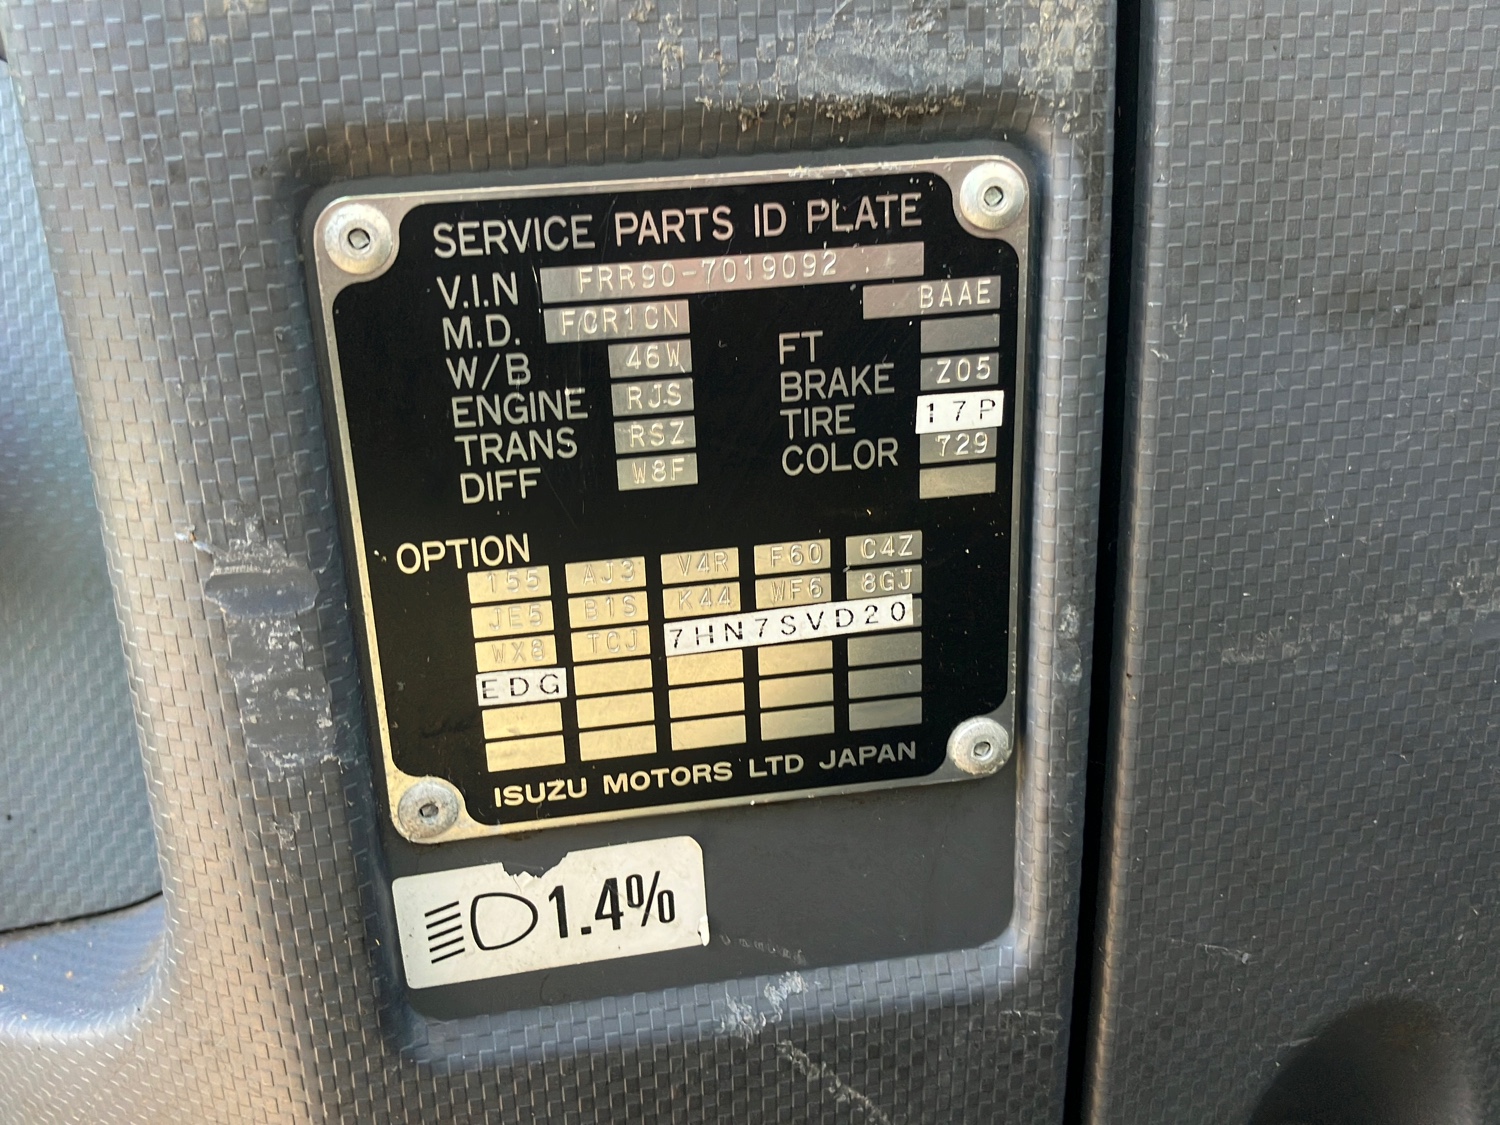 SERVICE PARTS ID PLATE
V.I.N FRR90-7019092
M.D. FCR1CN BAAE
W/B 46W FT
ENGINE RJS BRAKE Z05
TRANS RSZ TIRE 17P
DIFF W8F COLOR 729
OPTION
155 AJ3 V4R F60 C4Z
JE5 B1S K44 WF6 8GJ
WX8 TCJ 7HN7SVD20
EDG
ISUZU MOTORS LTD JAPAN
1.4%